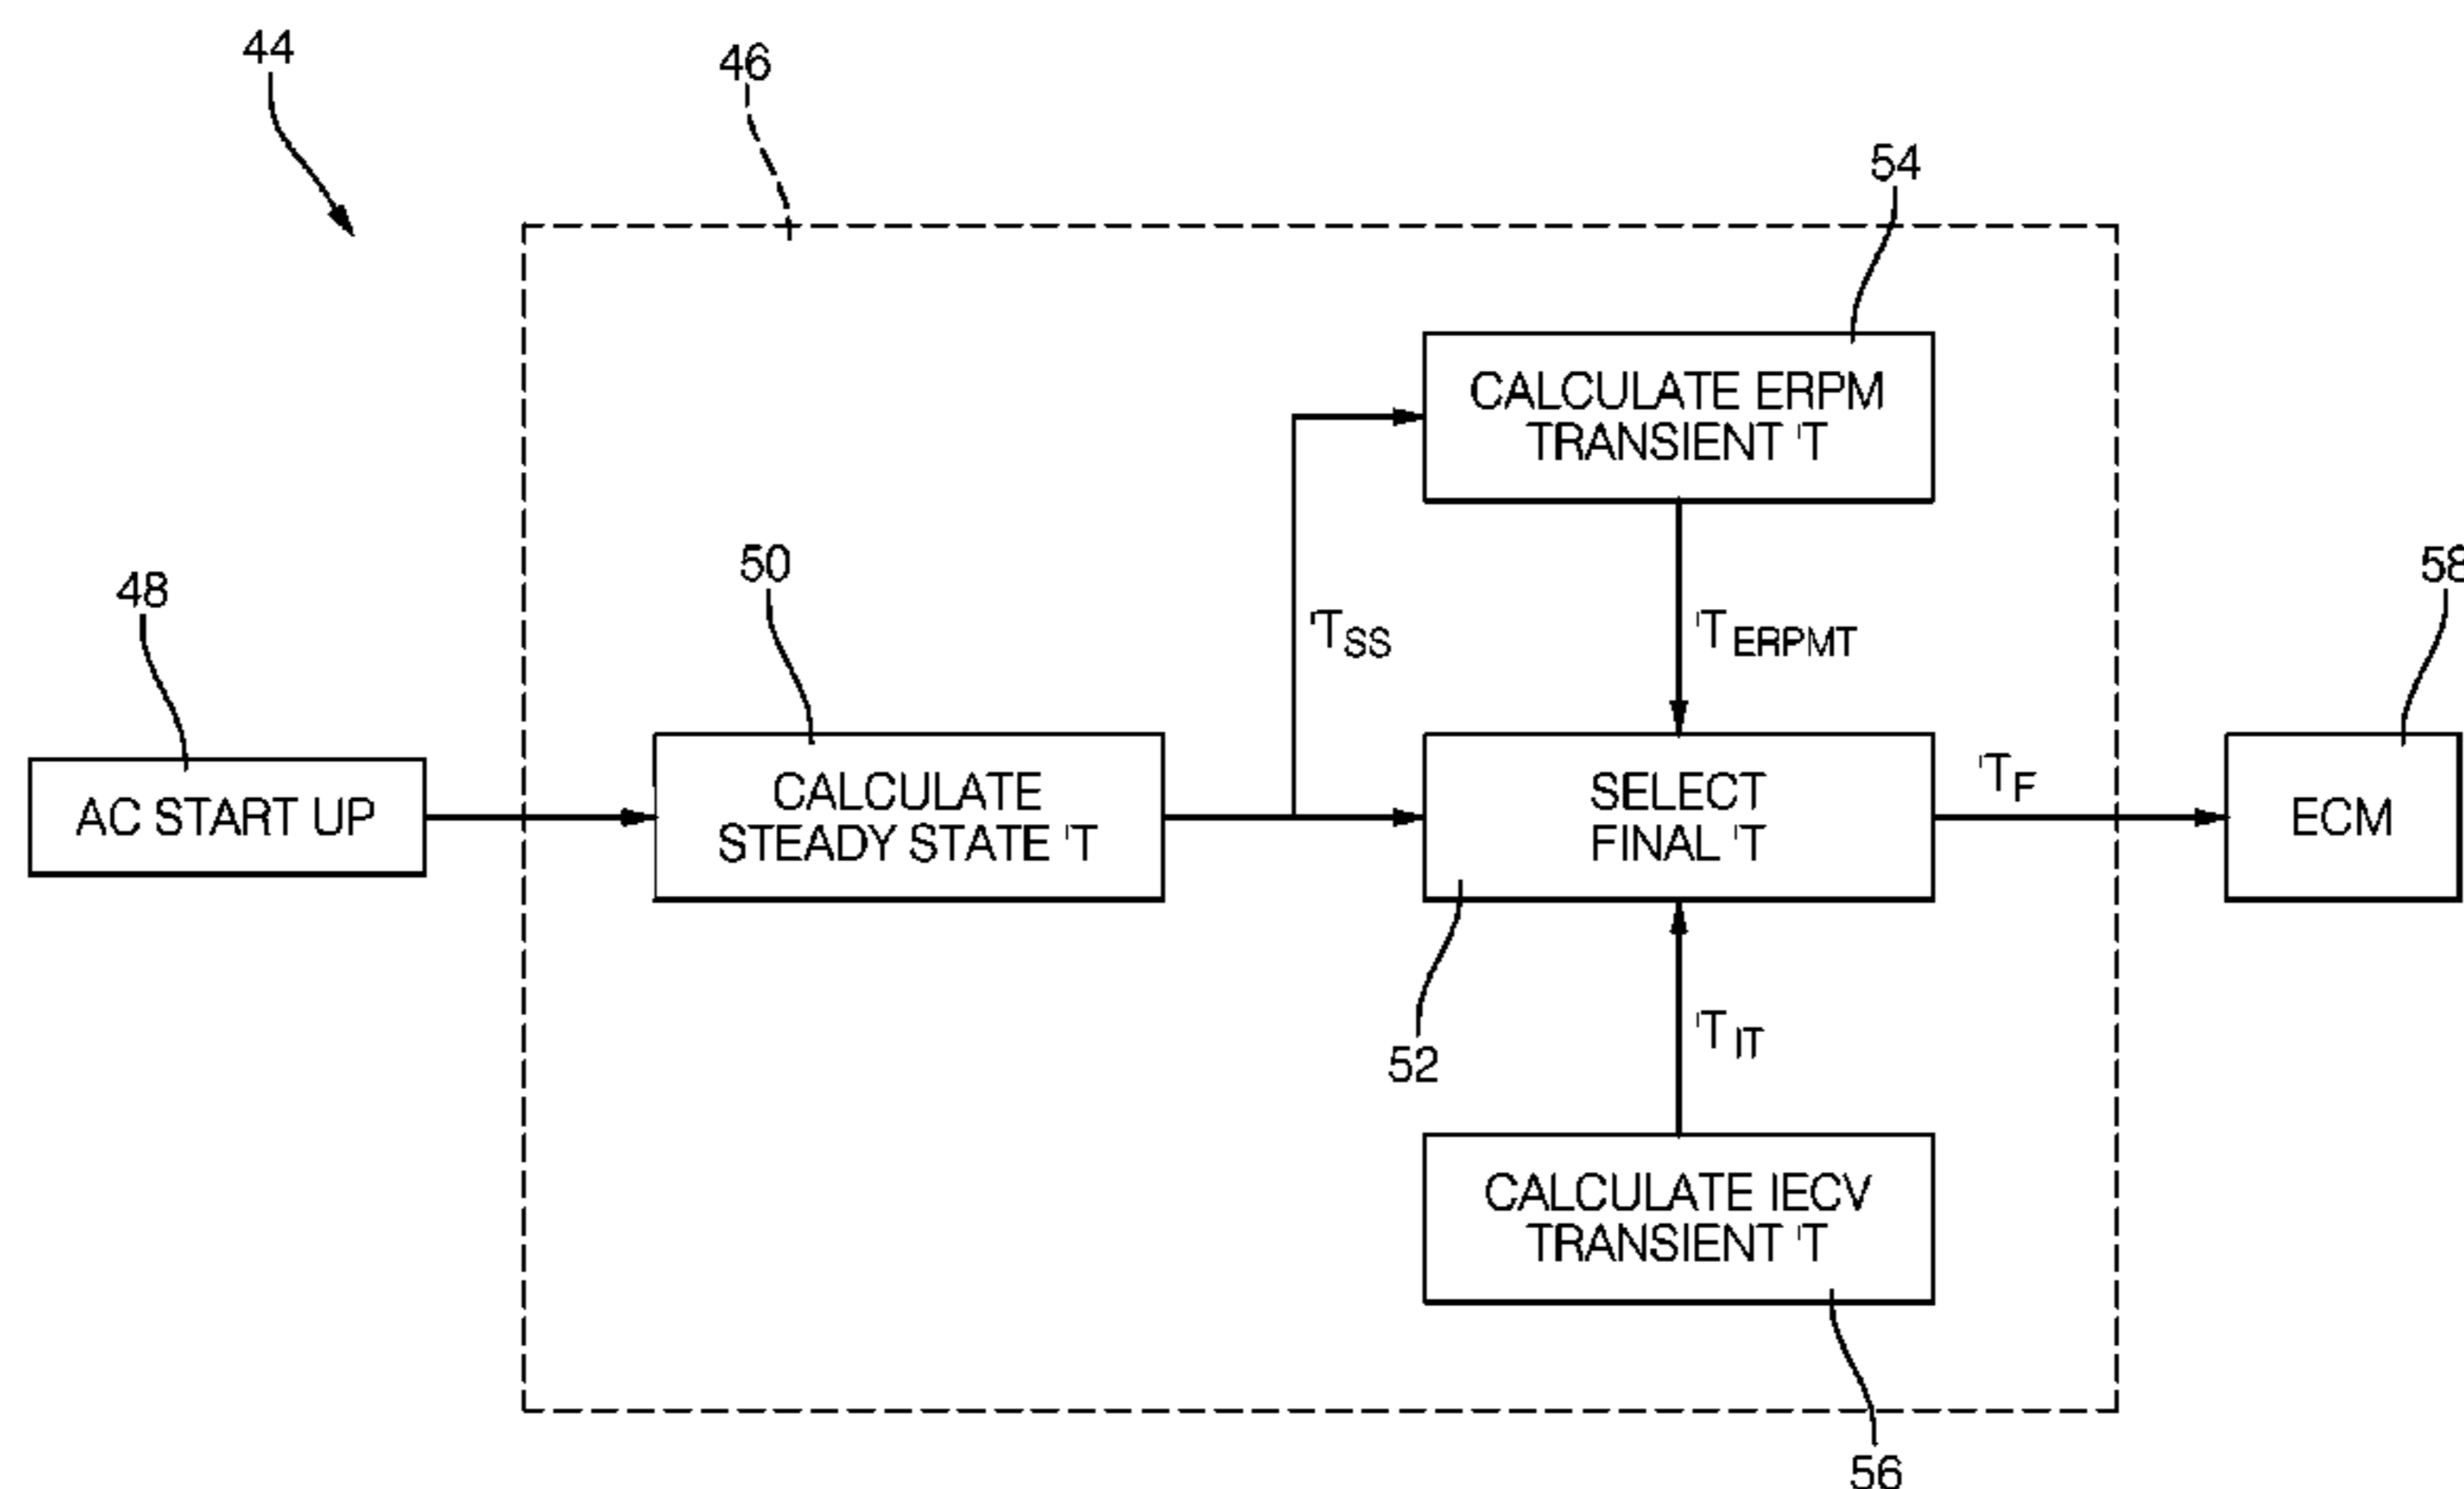 44
46
54
CALCULATE ERPM
TRANSIENT 'T
48
50
'TSS
'TERPMT
58
AC START UP
CALCULATE
STEADY STATE 'T
SELECT
FINAL 'T
'TF
ECM
52
'TIT
CALCULATE IECV
TRANSIENT 'T
56